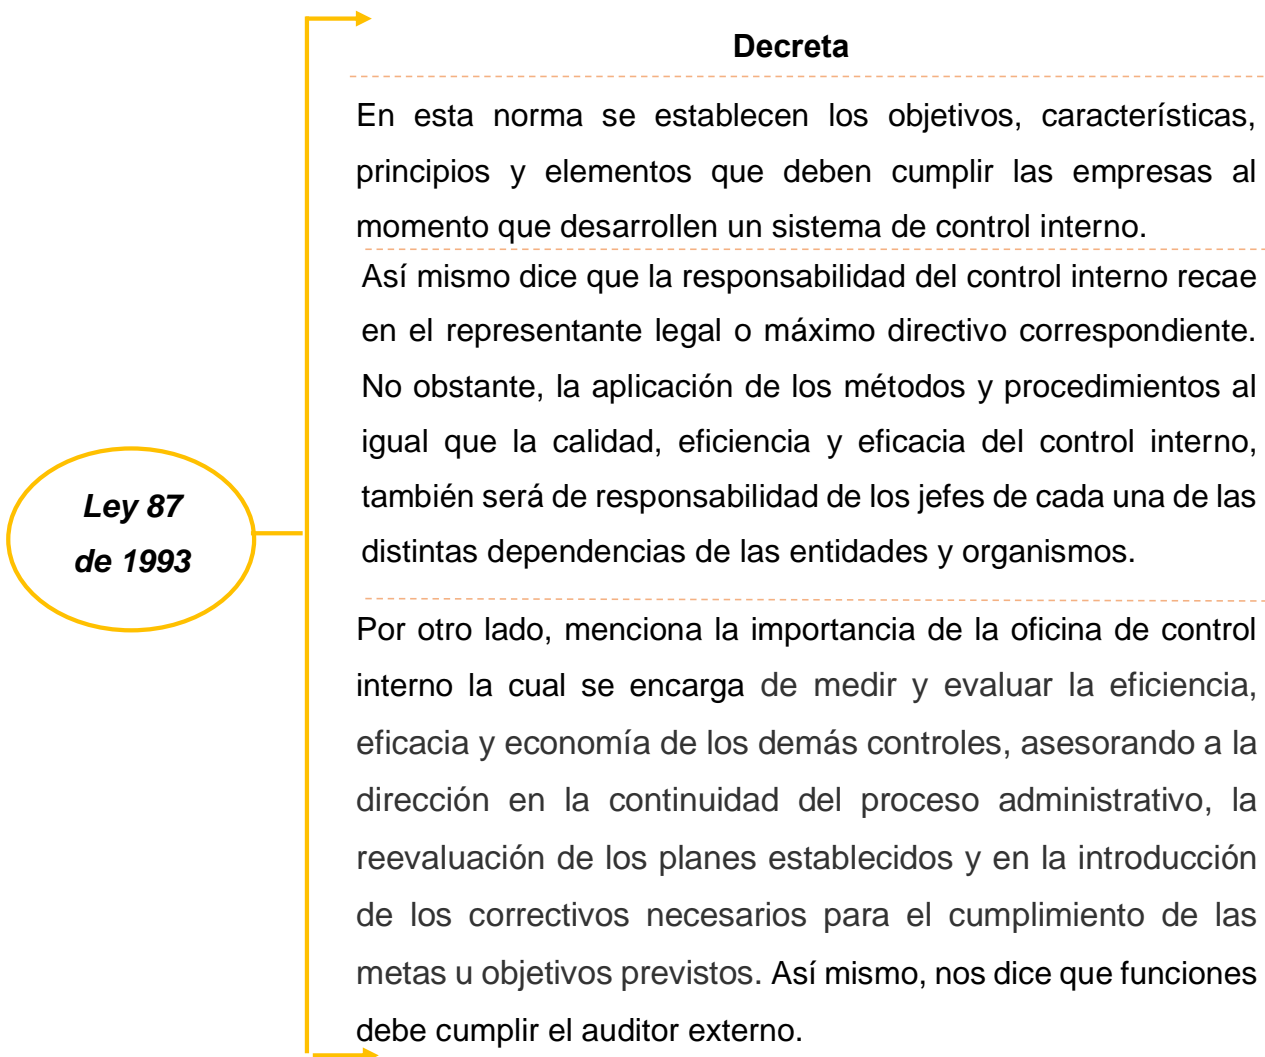 Decreta
En esta norma se establecen los objetivos, características,
principios y elementos que deben cumplir las empresas al
momento que desarrollen un sistema de control interno.
Así mismo dice que la responsabilidad del control interno recae
en el representante legal o máximo directivo correspondiente.
No obstante, la aplicación de los métodos y procedimientos al
igual que la calidad, eficiencia y eficacia del control interno,
también será de responsabilidad de los jefes de cada una de las
distintas dependencias de las entidades y organismos.
Ley 87
de 1993
Por otro lado, menciona la importancia de la oficina de control
interno la cual se encarga de medir y evaluar la eficiencia,
eficacia y economía de los demás controles, asesorando a la
dirección en la continuidad del proceso administrativo, la
reevaluación de los planes establecidos y en la introducción
de los correctivos necesarios para el cumplimiento de las
metas u objetivos previstos. Así mismo, nos dice que funciones
debe cumplir el auditor externo.